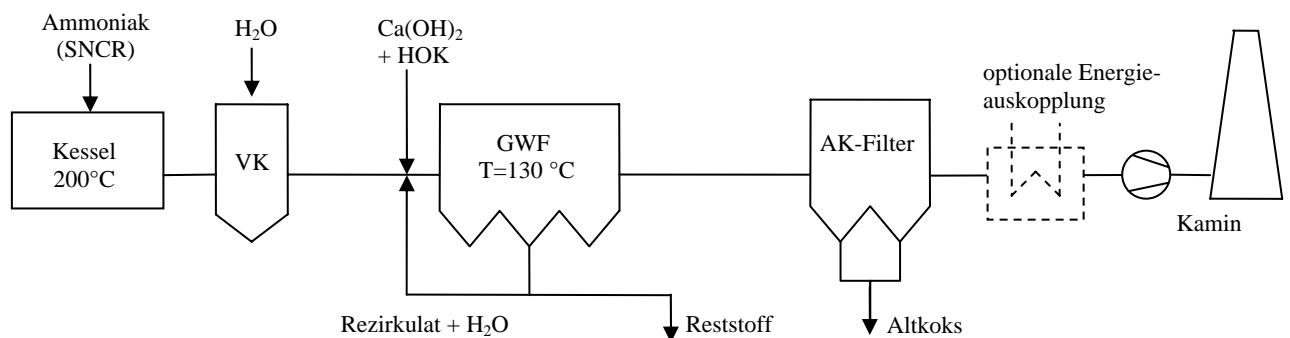 Ammoniak
(SNCR)
H₂O
Ca(OH)₂
+ HOK
optionale Energie-
auskopplung
Kessel
200°C
VK
GWF
T=130 °C
AK-Filter
Kamin
Rezirkulat + H₂O
Reststoff
Altkoks